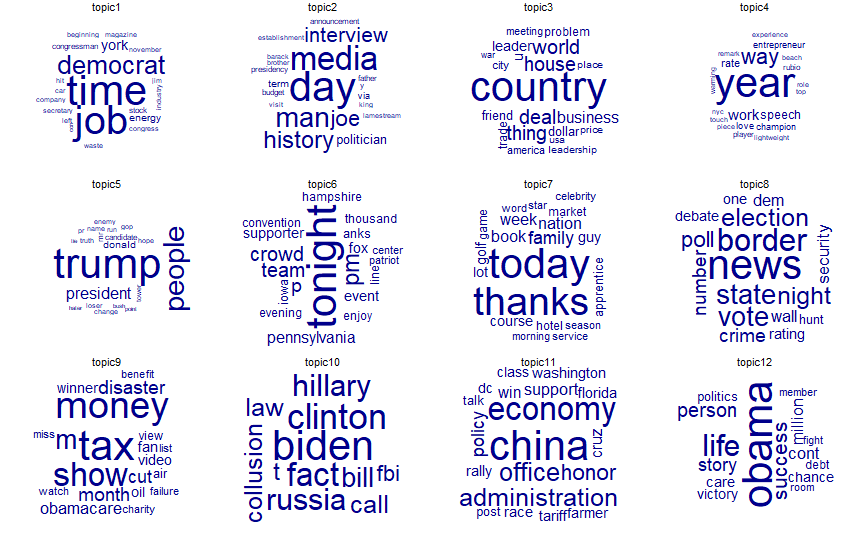 topic1
beginning magazine
congressman york november
democrat
hit time jim
car
company industry
secretary job stock
energy
left congress
waste
topic2
announcement
establishment interview
barack media
brother
presidency day
term father
budget y
via
visit man joe king
lamestream
history politician
topic3
meeting problem
leader world
war
city house place
country
friend deal business
trade thing dollar price
usa
america leadership
topic4
experience
entrepreneur
remark way
rate beach
rubio
warning year role
top
nyc work speech
touch
piece love champion
player lightweight
topic5
enemy
pr name run gop
lie truth mr candidate hope
donald
trump people
president tower
hater loser bush point
change
topic6
hampshire
convention thousand
supporter anks
crowd tonight fox center
team pm patriot
p line
iowa event
evening enjoy
pennsylvania
topic7
celebrity
word star market
week nation
game book family guy
golf
lot today apprentice
thanks
course hotel season
morning service
topic8
one dem
debate election
poll border security
number news
state night
vote wall hunt
crime rating
topic9
benefit
winner disaster
money
miss m tax view
fan list
video
show cut air
watch month oil failure
obamacare charity
topic10
hillary
law clinton
biden
collusion t fact bill fbi
russia call
topic11
class washington
dc win support florida
talk economy
policy china cruz
rally office honor
administration
post race tariff farmer
topic12
politics obama member
person million
life success fight
story cont
debt
care chance
victory room